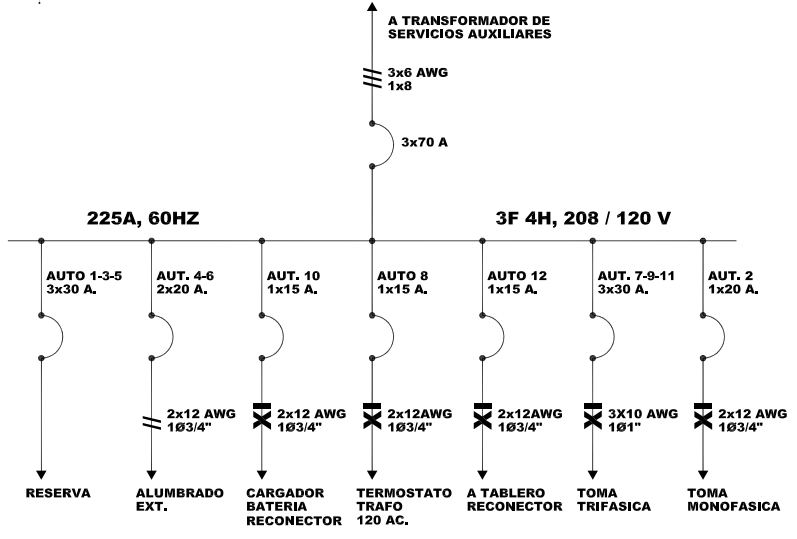 A TRANSFORMADOR DE
SERVICIOS AUXILIARES
3x6 AWG
1x8
3x70 A
225A, 60HZ
3F 4H, 208 / 120 V
AUTO 1-3-5
3x30 A.
AUT. 4-6
2x20 A.
AUT. 10
1x15 A.
AUTO 8
1x15 A.
AUTO 12
1x15 A.
AUT. 7-9-11
3x30 A.
AUT. 2
1x20 A.
2x12 AWG
1Ø3/4"
2x12 AWG
1Ø3/4"
2x12AWG
1Ø3/4"
2x12AWG
1Ø3/4"
3X10 AWG
1Ø1"
2x12 AWG
1Ø3/4"
RESERVA
ALUMBRADO
EXT.
CARGADOR
BATERIA
RECONECTOR
TERMOSTATO
TRAFO
120 AC.
A TABLERO
RECONECTOR
TOMA
TRIFASICA
TOMA
MONOFASICA